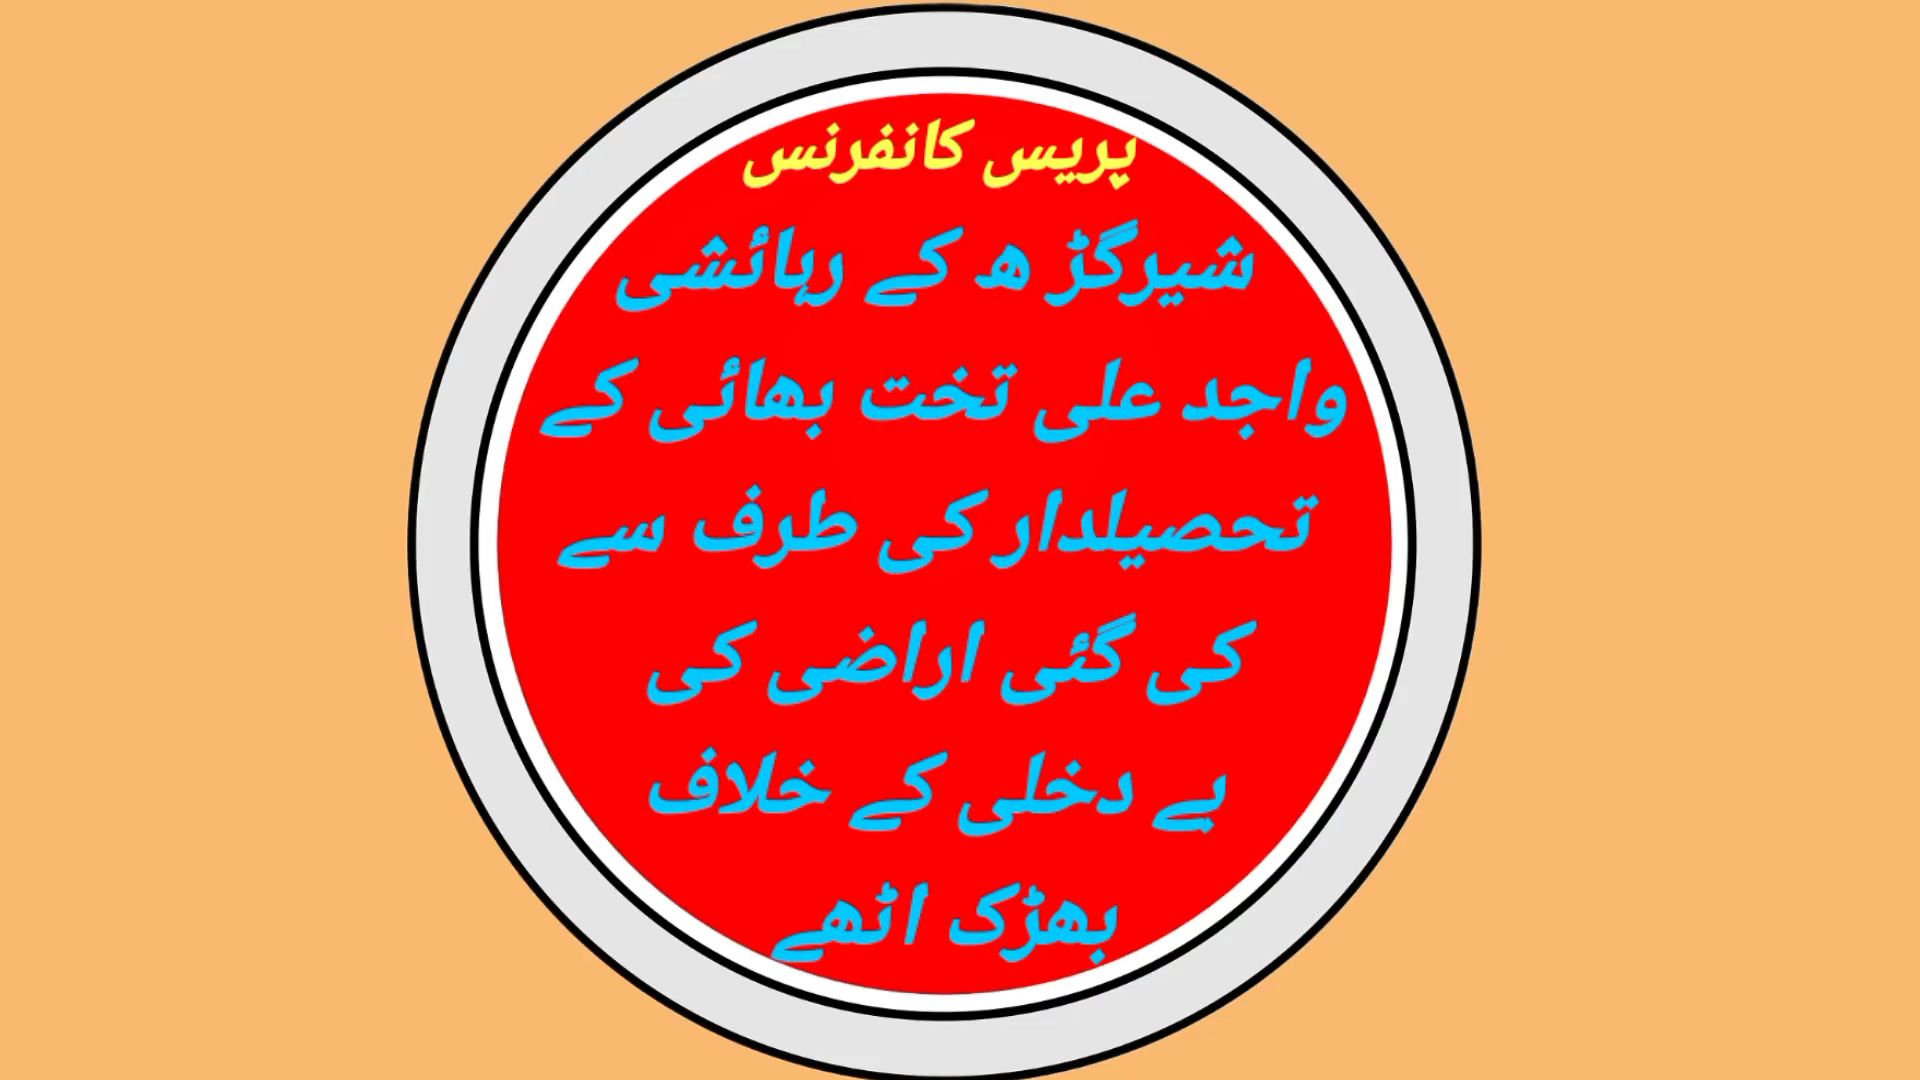 پریس کانفرنس
شیرگڑ ھ کے رہائشی
واجد علی تخت بھائی کے
تحصیلدار کی طرف سے
کی گئی اراضی کی
بے دخلی کے خلاف
بھڑک اٹھے